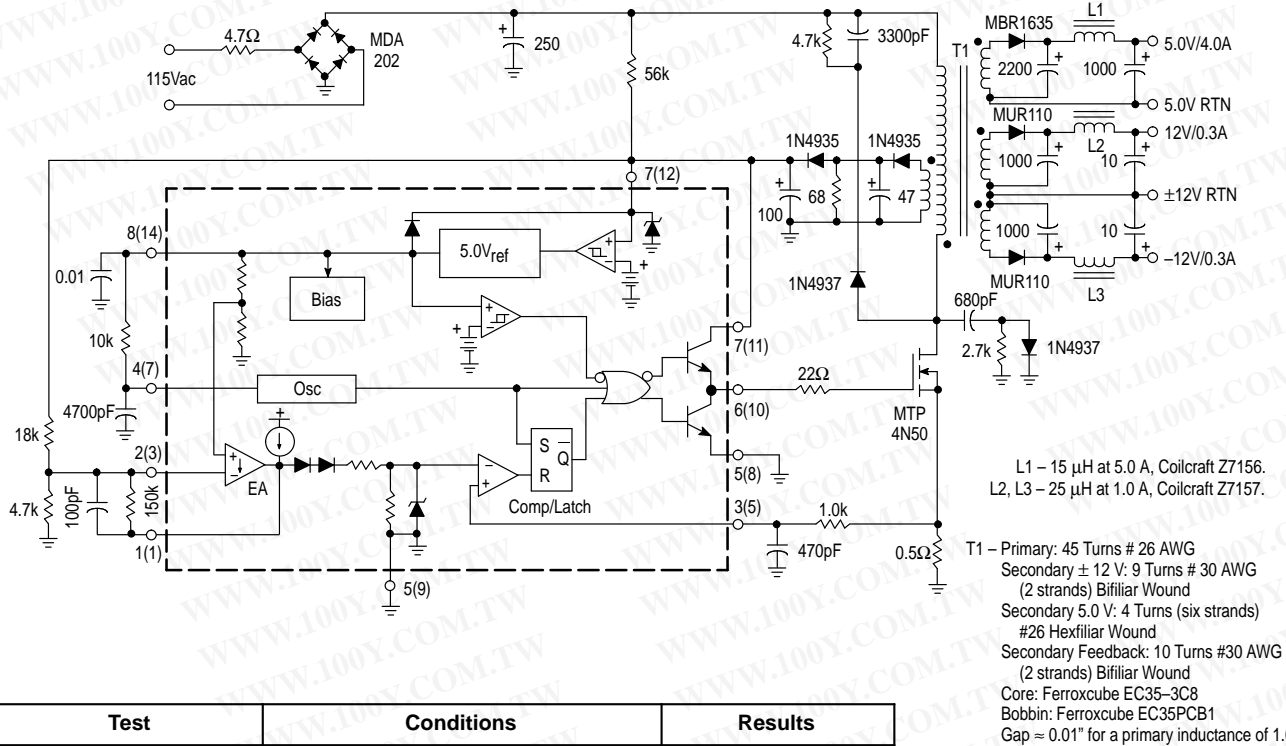 4.7Ω
MDA
202
115Vac
+
250
56k
4.7k
3300pF
T1
MBR1635
L1
+
2200
+
1000
5.0V/4.0A
5.0V RTN
MUR110
12V/0.3A
1000
+
L2
10
+
±12V RTN
1000
+
10
+
–12V/0.3A
MUR110
L3
1N4935
1N4935
+
100
68
+
47
7(12)
8(14)
0.01
5.0Vref
+
–
+
Bias
+
–
+
1N4937
680pF
2.7k
1N4937
10k
4(7)
Osc
4700pF
7(11)
22Ω
6(10)
MTP
4N50
18k
2(3)
+
–
EA
+
S
R
Q
–
+
Comp/Latch
5(8)
4.7k
100pF
150k
1(1)
3(5)
1.0k
470pF
0.5Ω
5(9)
L1 – 15 μH at 5.0 A, Coilcraft Z7156.
L2, L3 – 25 μH at 1.0 A, Coilcraft Z7157.
T1 – Primary: 45 Turns # 26 AWG
Secondary ± 12 V: 9 Turns # 30 AWG
(2 strands) Bifiliar Wound
Secondary 5.0 V: 4 Turns (six strands)
#26 Hexfiliar Wound
Secondary Feedback: 10 Turns #30 AWG
(2 strands) Bifiliar Wound
Core: Ferroxcube EC35–3C8
Bobbin: Ferroxcube EC35PCB1
Gap ≈ 0.01" for a primary inductance of 1.
Test Conditions Results
WWW.100Y.COM.TW